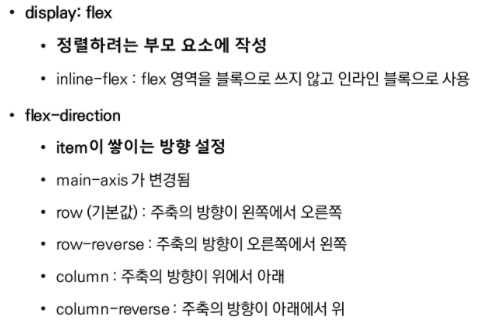 • display: flex
• 정렬하려는 부모 요소에 작성
• inline-flex : flex 영역을 블록으로 쓰지 않고 인라인 블록으로 사용
• flex-direction
• item이 쌓이는 방향 설정
• main-axis 가 변경됨
• row (기본값) : 주축의 방향이 왼쪽에서 오른쪽
• row-reverse : 주축의 방향이 오른쪽에서 왼쪽
• column : 주축의 방향이 위에서 아래
• column-reverse : 주축의 방향이 아래에서 위